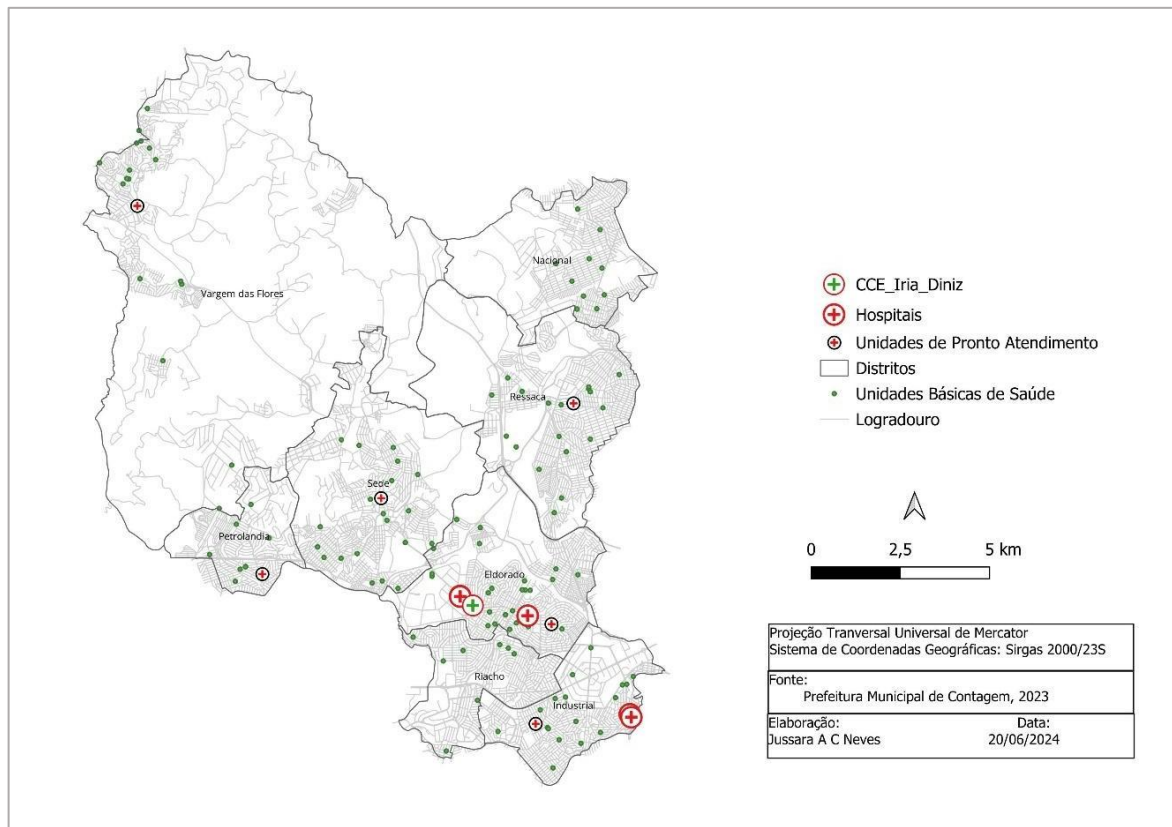 Nacional
Vargem das Flores
Ressaca
Sede
Petrolandia
Eldorado
Riacho
Industrial
CCE_Iria_Diniz
Hospitais
Unidades de Pronto Atendimento
Distritos
Unidades Básicas de Saúde
Logradouro
0 2,5 5 km
Projeção Tranversal Universal de Mercator
Sistema de Coordenadas Geográficas: Sirgas 2000/23S
Fonte:
Prefeitura Municipal de Contagem, 2023
Elaboração: Data:
Jussara A C Neves 20/06/2024